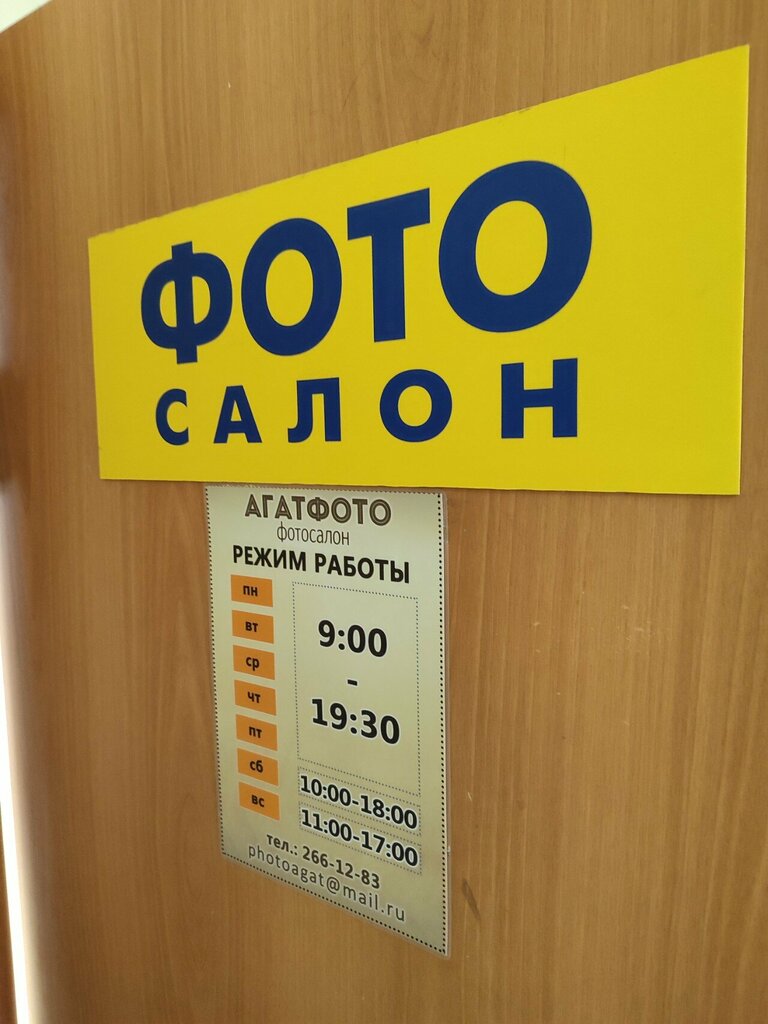 ФОТО
САЛОН
АГАТФОТО
фотосалон
РЕЖИМ РАБОТЫ
пн
вт
ср
чт
пт
сб
вс
9:00
-
19:30
10:00-18:00
11:00-17:00
тел.: 266-12-83
photoagat@mail.ru